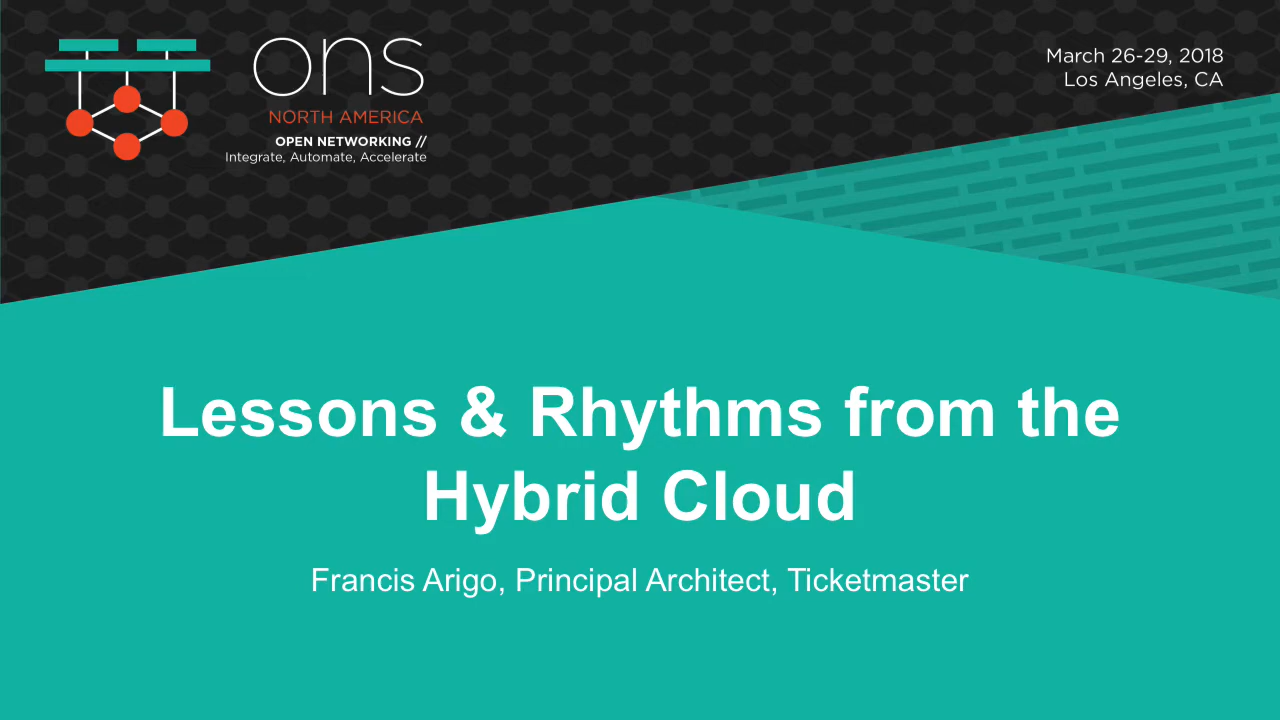 ons
NORTH AMERICA
OPEN NETWORKING //
Integrate, Automate, Accelerate
March 26-29, 2018
Los Angeles, CA
Lessons & Rhythms from the
Hybrid Cloud
Francis Arigo, Principal Architect, Ticketmaster